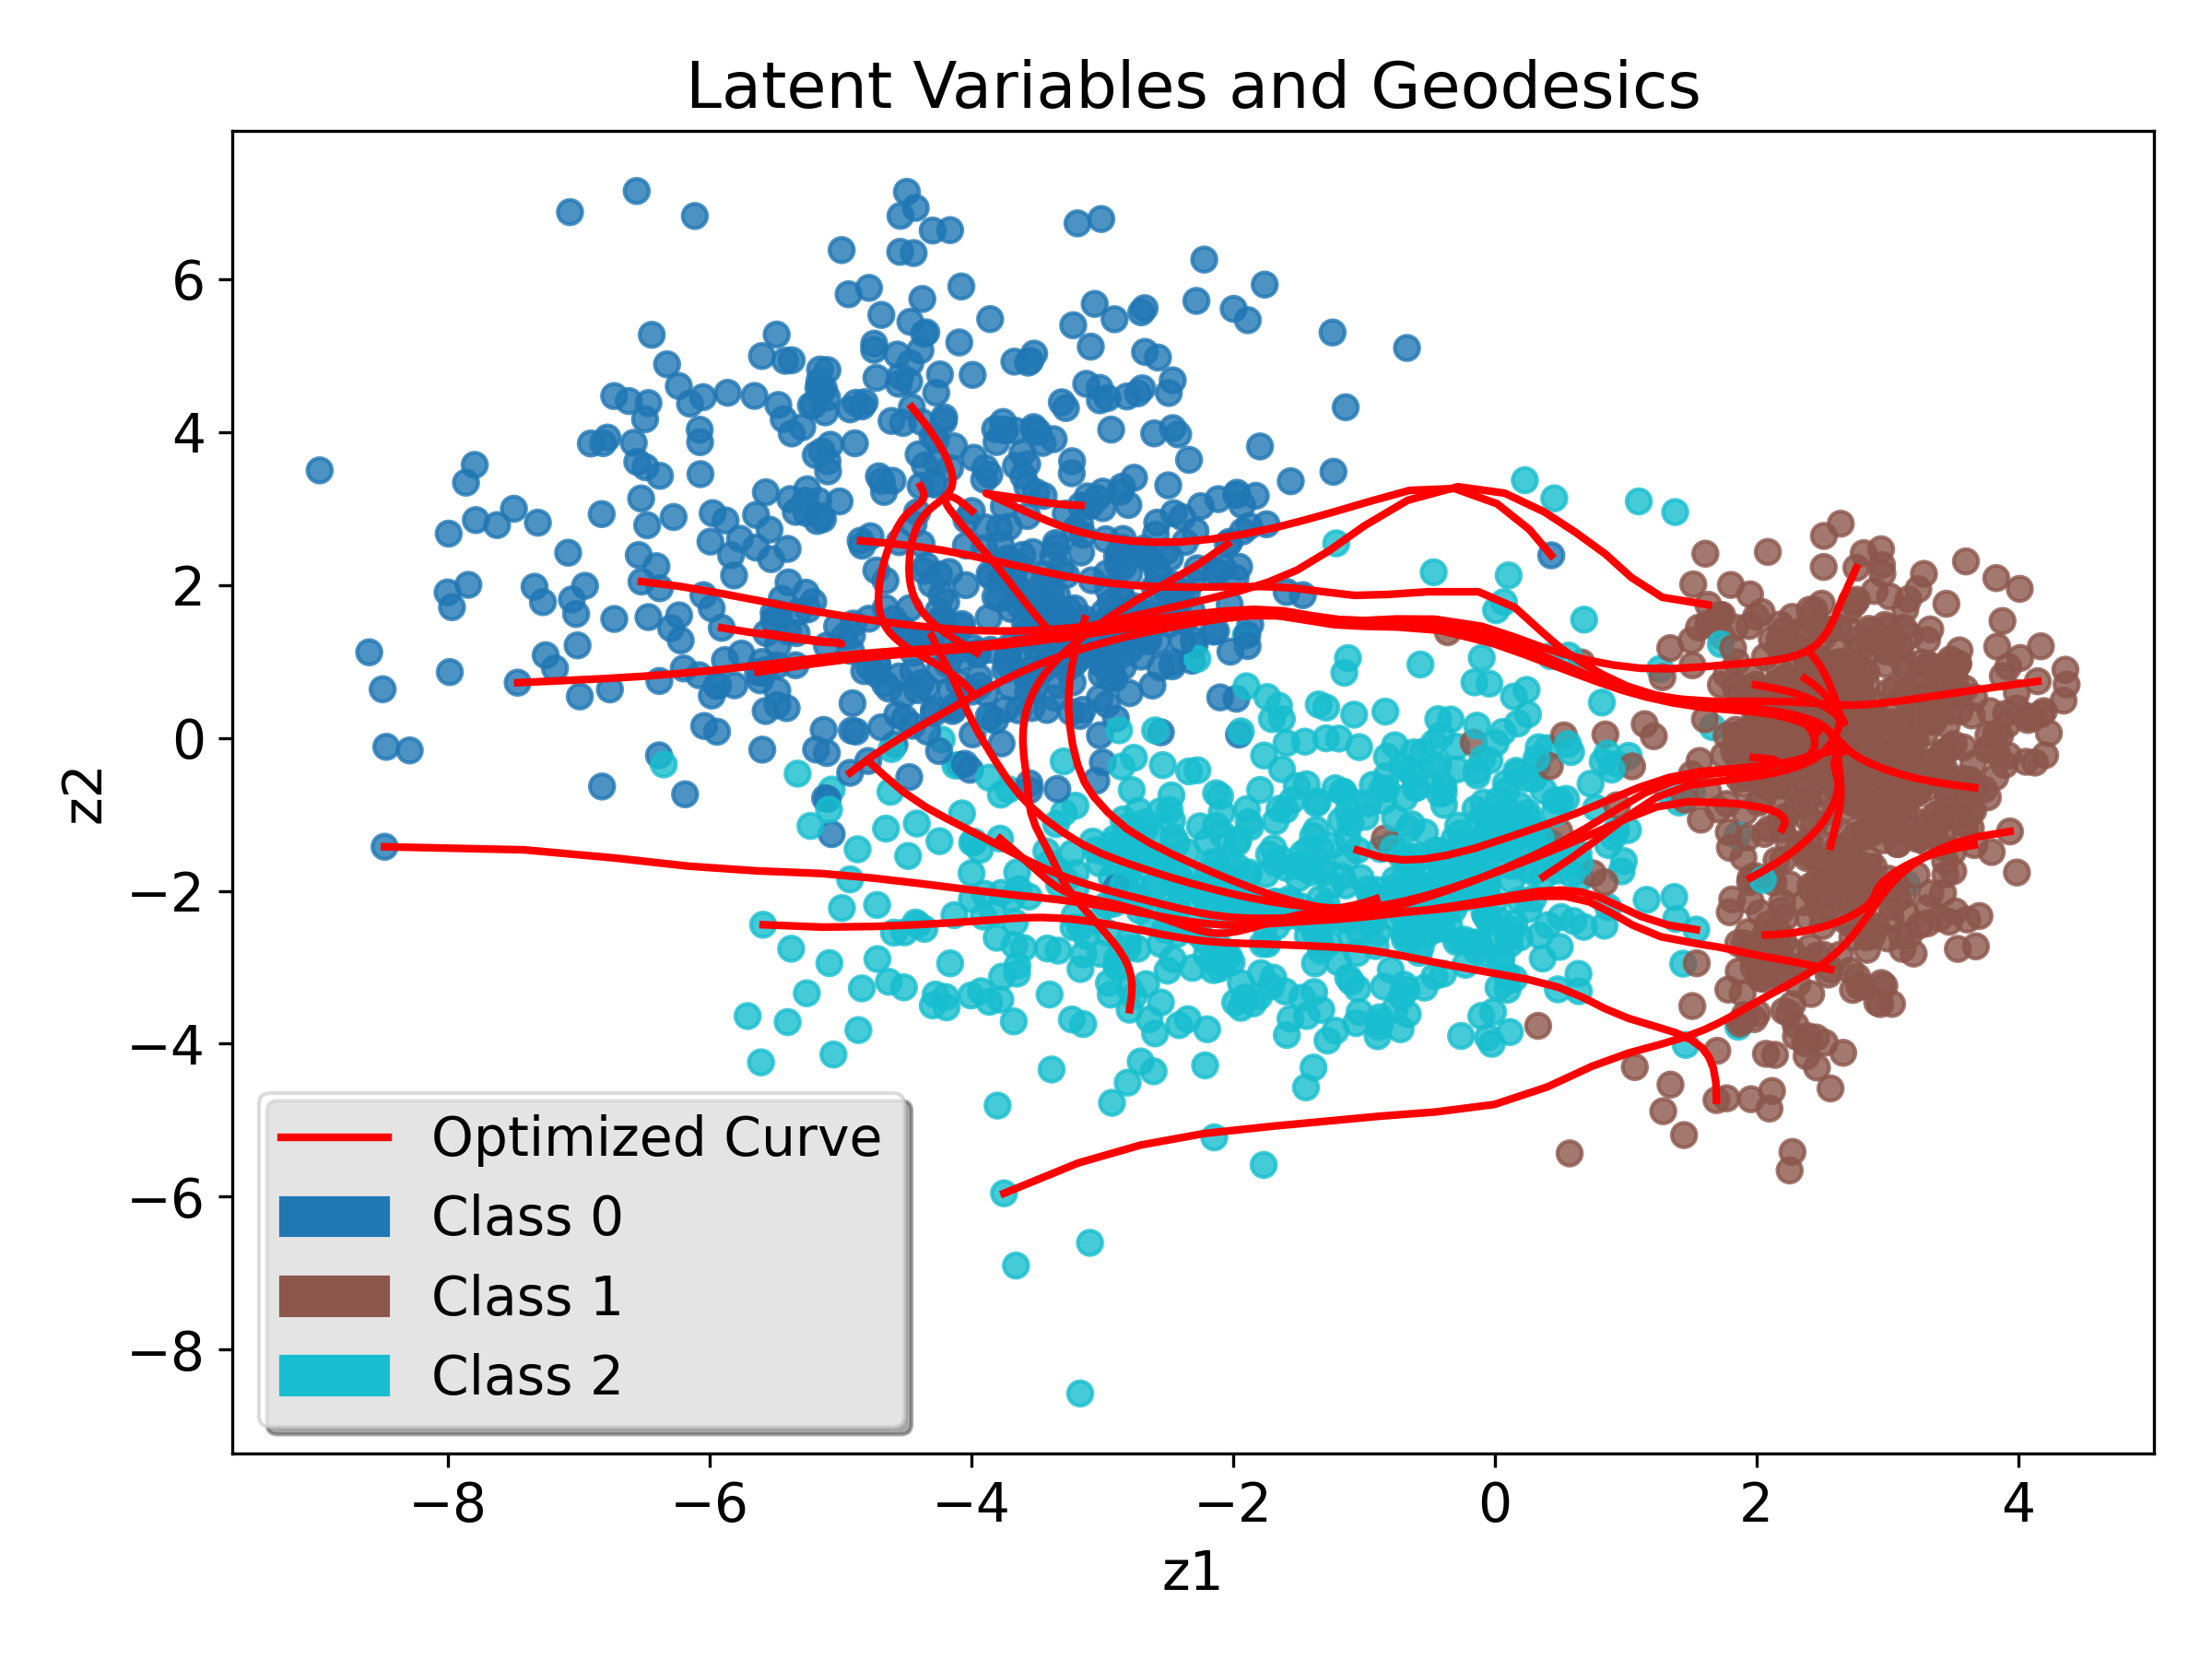 Latent Variables and Geodesics
6
4
2
0
−2
−4
−6
−8
z2
Optimized Curve
Class 0
Class 1
Class 2
−8 −6 −4 −2 0 2 4
z1